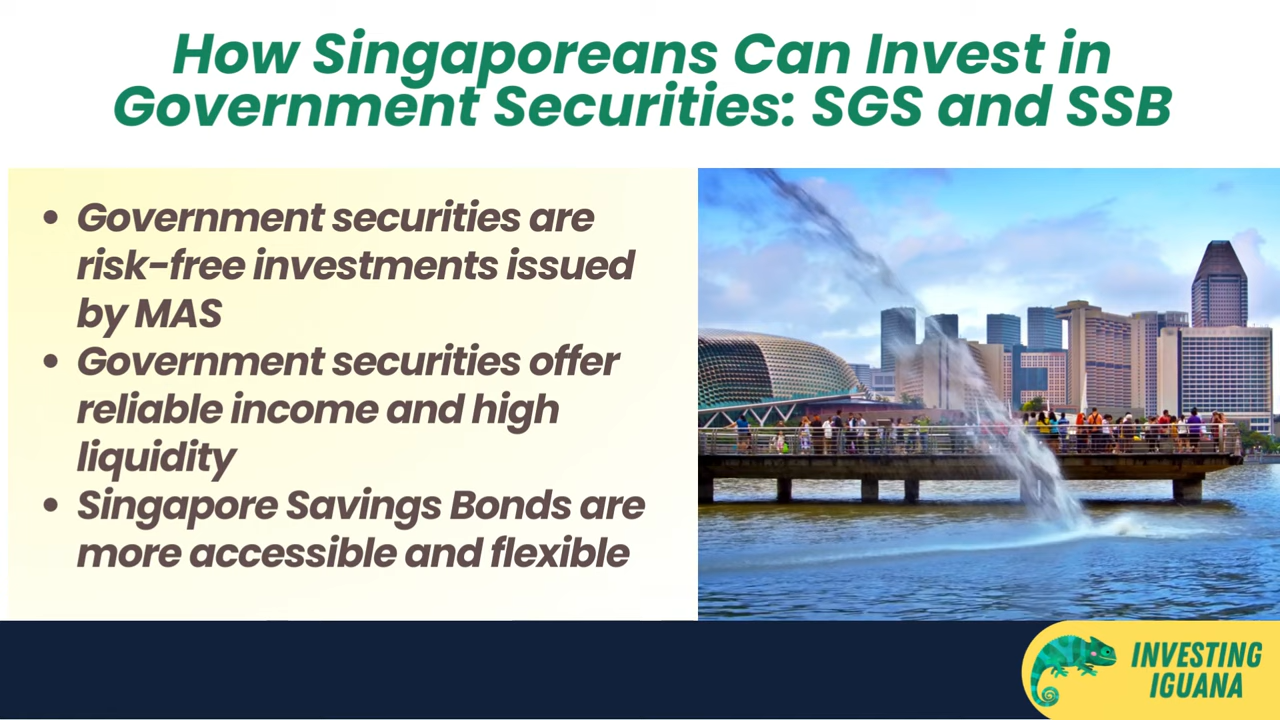 How Singaporeans Can Invest in
Government Securities: SGS and SSB
• Government securities are
risk-free investments issued
by MAS
• Government securities offer
reliable income and high
liquidity
• Singapore Savings Bonds are
more accessible and flexible
INVESTING
IGUANA